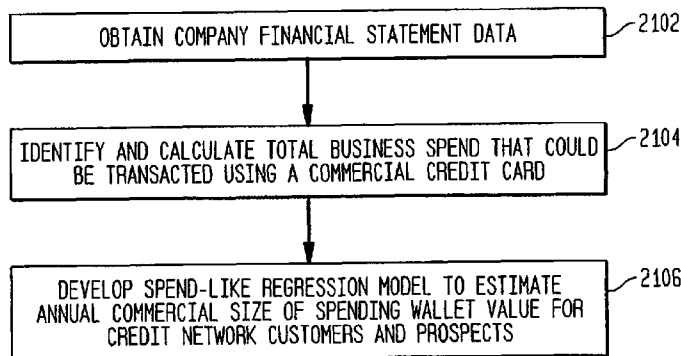 OBTAIN COMPANY FINANCIAL STATEMENT DATA
2102
IDENTIFY AND CALCULATE TOTAL BUSINESS SPEND THAT COULD
BE TRANSACTED USING A COMMERCIAL CREDIT CARD
2104
DEVELOP SPEND-LIKE REGRESSION MODEL TO ESTIMATE
ANNUAL COMMERCIAL SIZE OF SPENDING WALLET VALUE FOR
CREDIT NETWORK CUSTOMERS AND PROSPECTS
2106